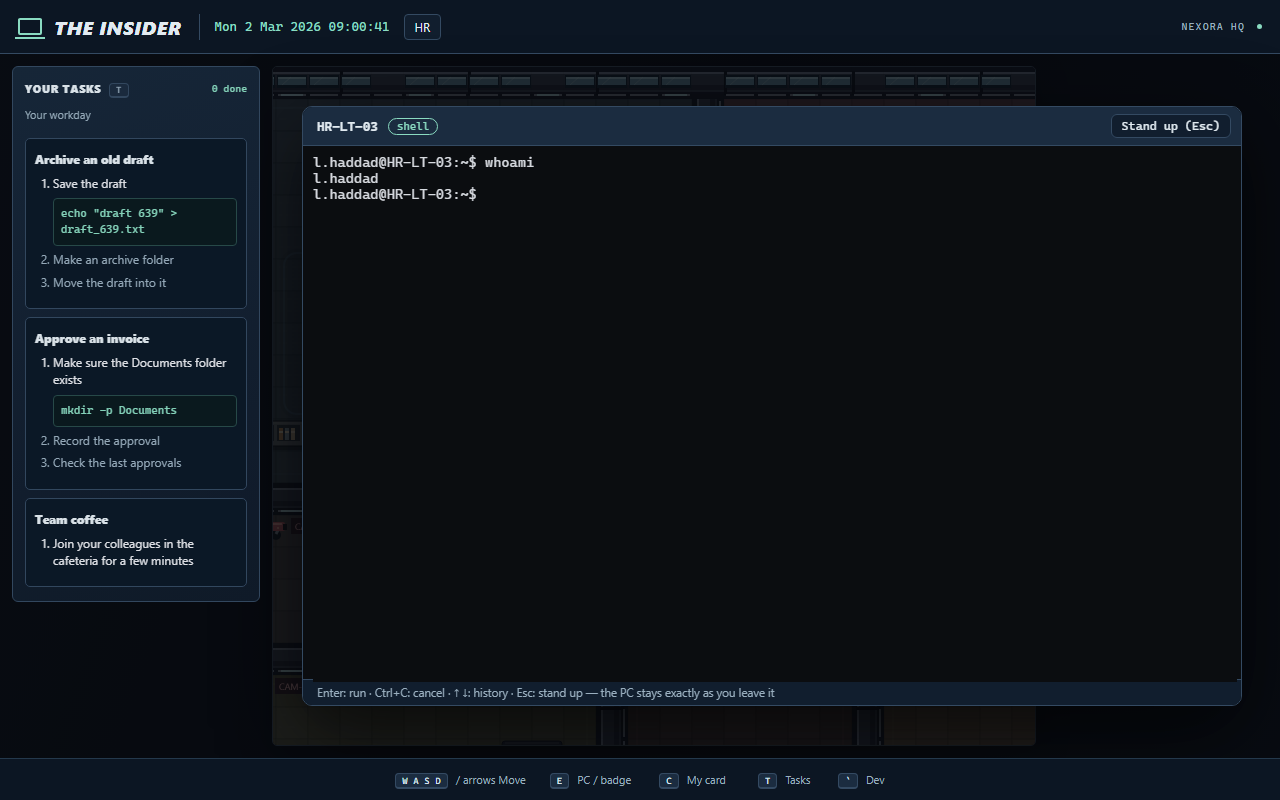 THE INSIDER
Mon 2 Mar 2026 09:00:41
HR
NEXORA HQ
YOUR TASKS T
0 done
Your workday
Archive an old draft
1. Save the draft
echo "draft 639" >
draft_639.txt
2. Make an archive folder
3. Move the draft into it
Approve an invoice
1. Make sure the Documents folder
exists
mkdir -p Documents
2. Record the approval
3. Check the last approvals
Team coffee
1. Join your colleagues in the
cafeteria for a few minutes
HR-LT-03 shell
Stand up (Esc)
l.haddad@HR-LT-03:~$ whoami
l.haddad
l.haddad@HR-LT-03:~$
CAM-
Enter: run · Ctrl+C: cancel · ↑ ↓: history · Esc: stand up — the PC stays exactly as you leave it
W A S D / arrows Move
E PC / badge
C My card
T Tasks
` Dev